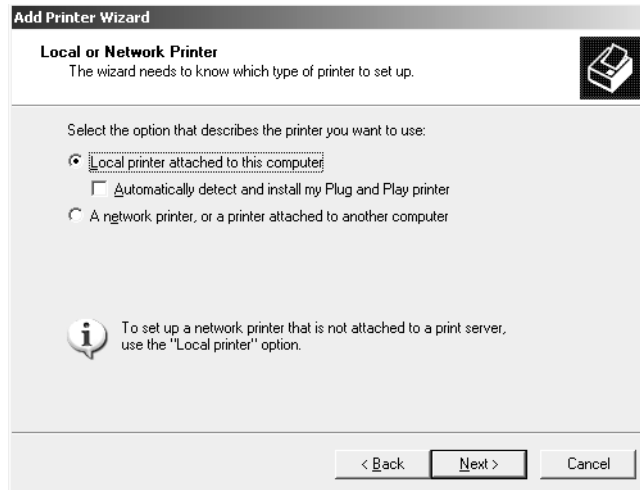 Add Printer Wizard
Local or Network Printer
The wizard needs to know which type of printer to set up.
Select the option that describes the printer you want to use:
Local printer attached to this computer
Automatically detect and install my Plug and Play printer
A network printer, or a printer attached to another computer
To set up a network printer that is not attached to a print server,
use the "Local printer" option.
< Back
Next >
Cancel